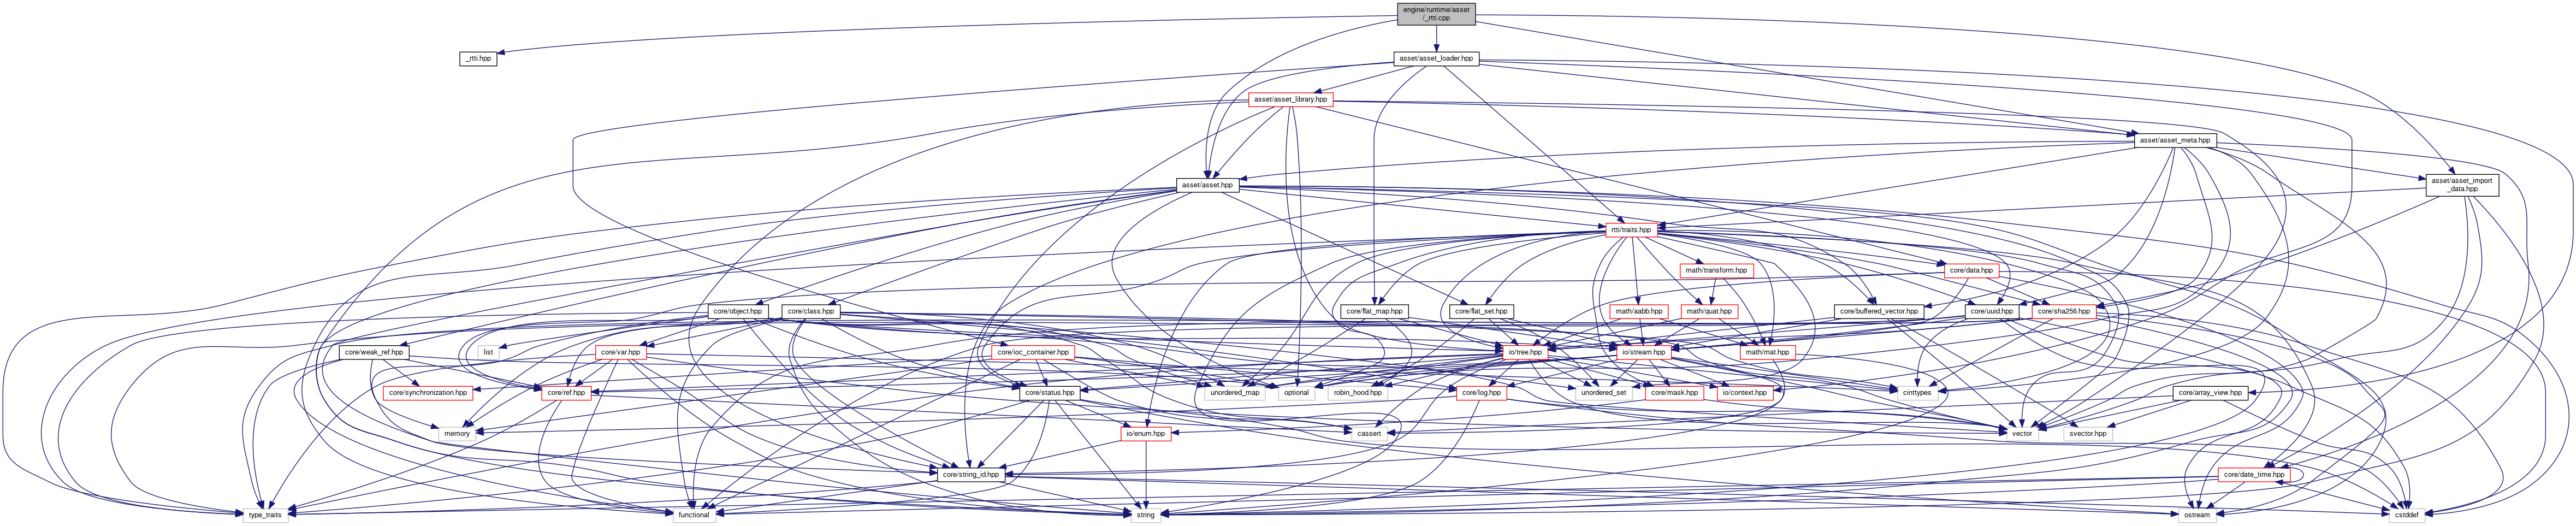 engine/runtime/asset
/_rtti.cpp
_rtti.hpp
asset/asset_loader.hpp
asset/asset_library.hpp
asset/asset_meta.hpp
asset/asset.hpp
asset/asset_import
_data.hpp
rtti/traits.hpp
math/transform.hpp
core/data.hpp
core/object.hpp
core/class.hpp
core/flat_map.hpp
core/flat_set.hpp
math/aabb.hpp
math/quat.hpp
core/buffered_vector.hpp
core/uuid.hpp
core/sha256.hpp
core/weak_ref.hpp
list
core/var.hpp
core/ioc_container.hpp
io/tree.hpp
io/stream.hpp
math/mat.hpp
core/synchronization.hpp
core/ref.hpp
core/status.hpp
unordered_map
optional
robin_hood.hpp
core/log.hpp
unordered_set
core/mask.hpp
io/context.hpp
cinttypes
core/array_view.hpp
memory
io/enum.hpp
cassert
vector
svector.hpp
core/string_id.hpp
core/date_time.hpp
type_traits
functional
string
ostream
cstddef